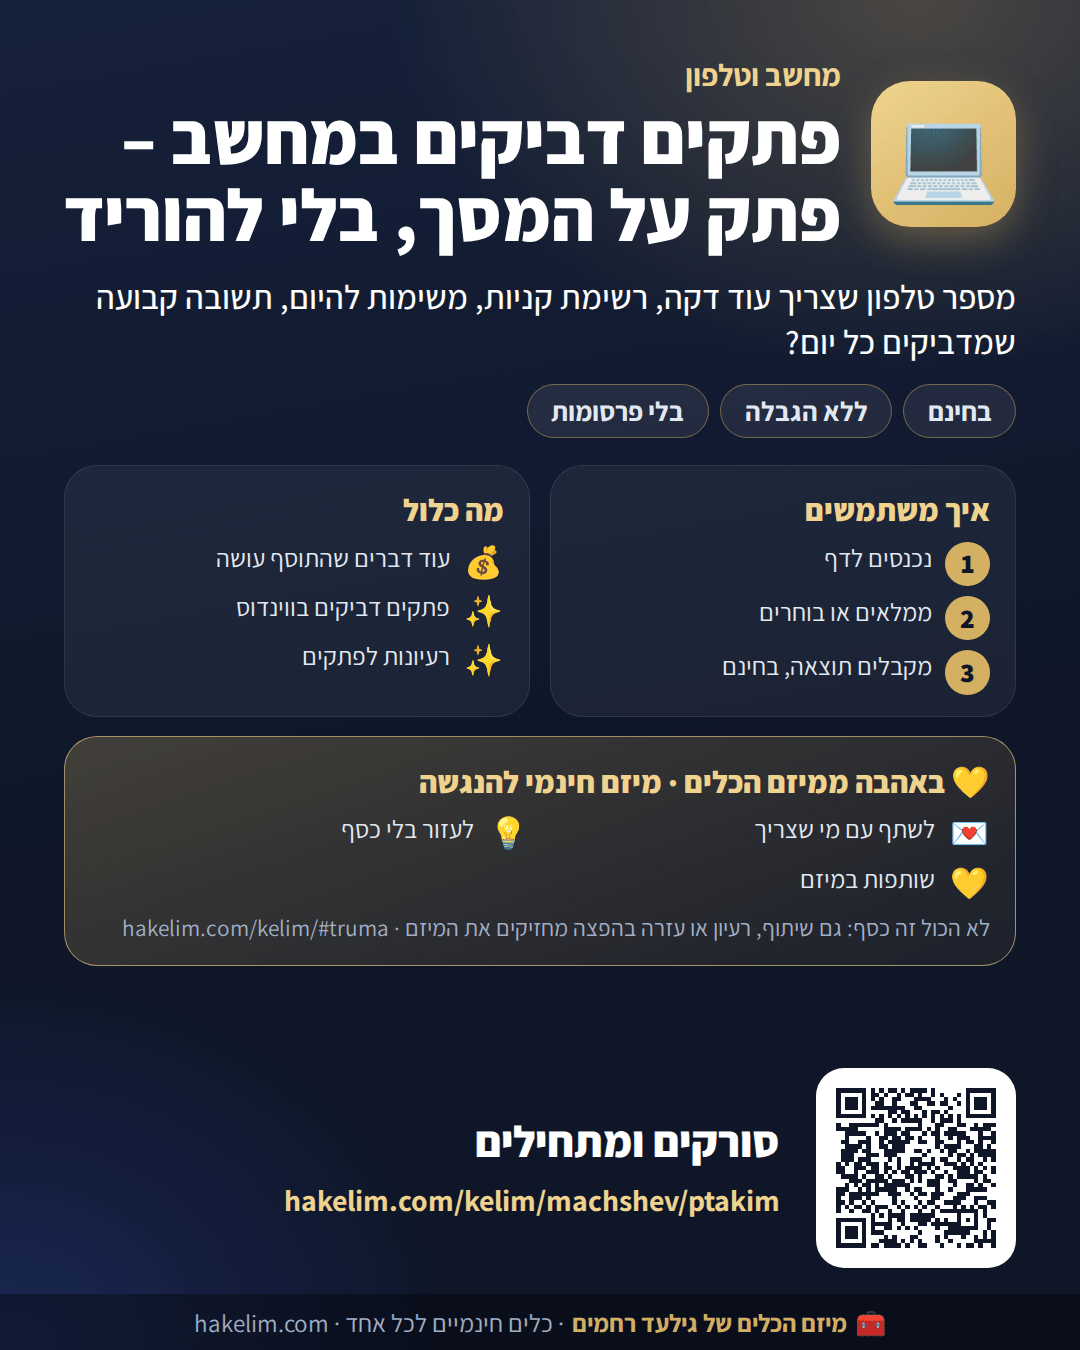 מחשב וטלפון
פתקים דביקים במחשב –
פתק על המסך, בלי להוריד
מספר טלפון שצריך עוד דקה, רשימת קניות, משימות להיום, תשובה קבועה
שמדביקים כל יום?
בחינם
ללא הגבלה
בלי פרסומות
איך משתמשים
1 נכנסים לדף
2 ממלאים או בוחרים
3 מקבלים תוצאה, בחינם
מה כלול
עוד דברים שהתוסף עושה
פתקים דביקים בווינדוס
רעיונות לפתקים
באהבה ממיזם הכלים · מיזם חינמי להנגשה
לשתף עם מי שצריך
לעזור בלי כסף
שותפות במיזם
לא הכול זה כסף: גם שיתוף, רעיון או עזרה בהפצה מחזיקים את המיזם · hakelim.com/kelim/#truma
סורקים ומתחילים
hakelim.com/kelim/machshev/ptakim
מיזם הכלים של גילעד רחמים · כלים חינמיים לכל אחד · hakelim.com